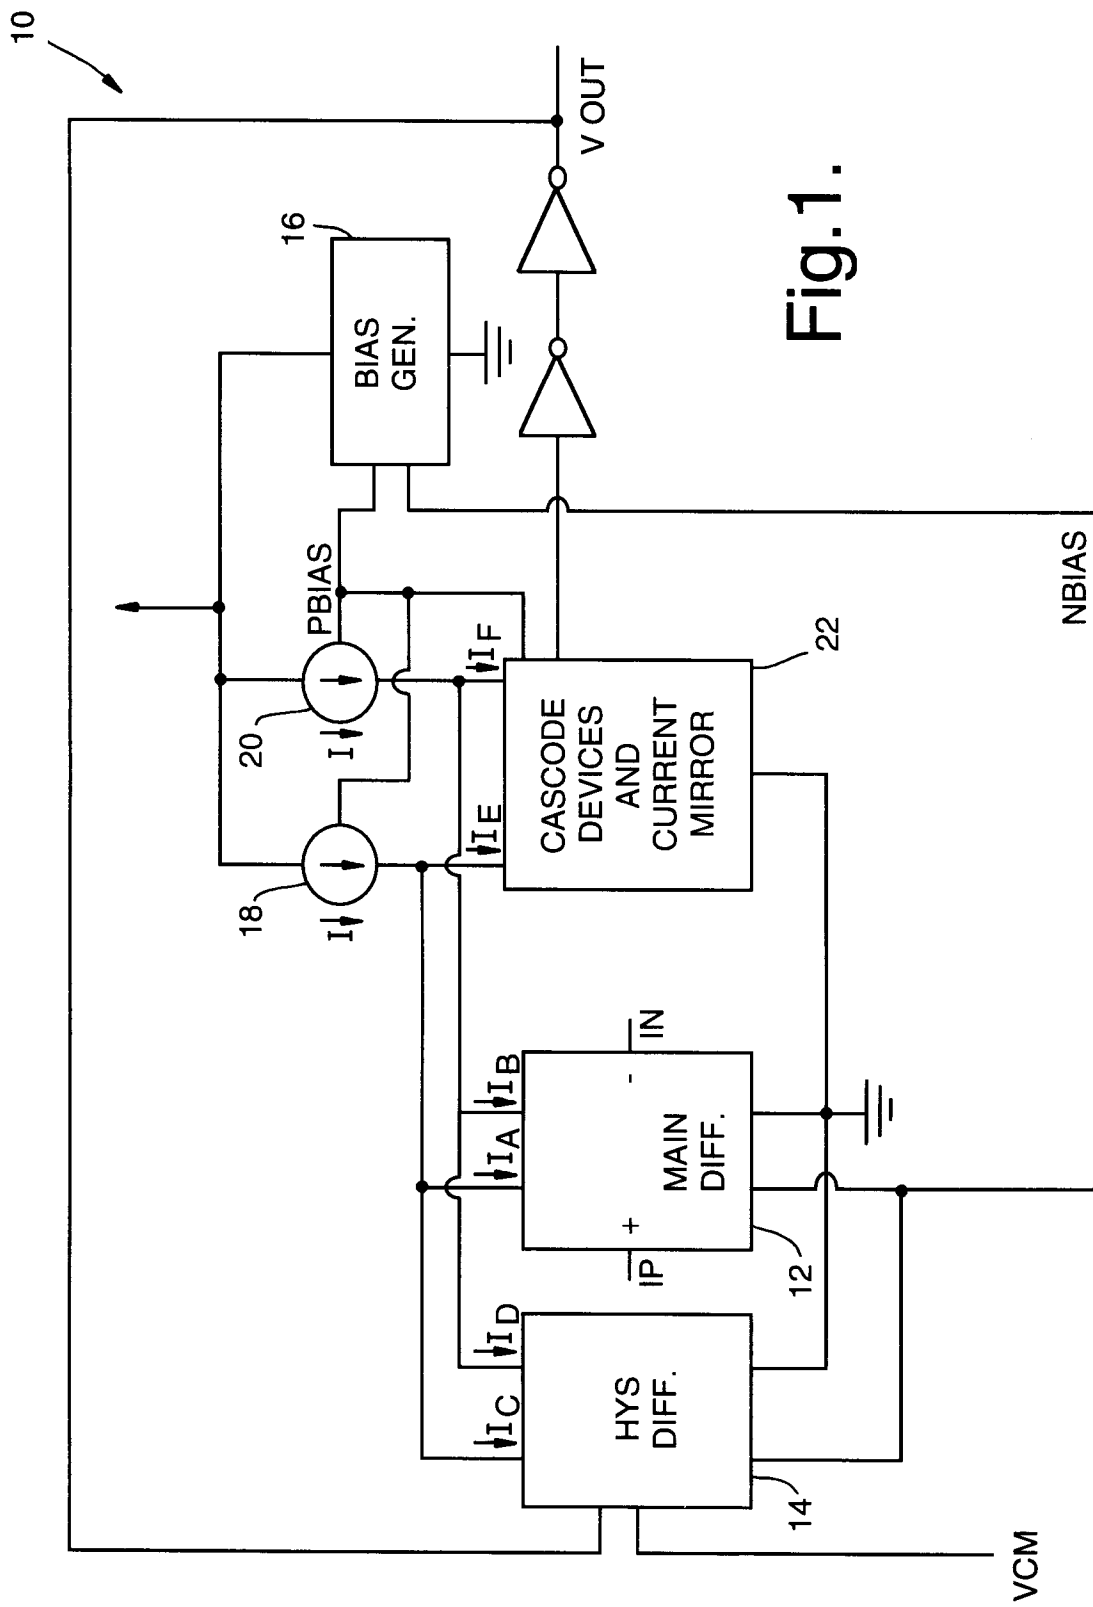 10
16
BIAS
GEN.
V OUT
PBIAS
20
I
18
I
IE
IF
CASCODE
DEVICES
AND
CURRENT
MIRROR
22
NBIAS
IC
ID
IA
IB
HYS
DIFF.
14
IP
+
-
IN
MAIN
DIFF.
12
VCM
Fig.1.